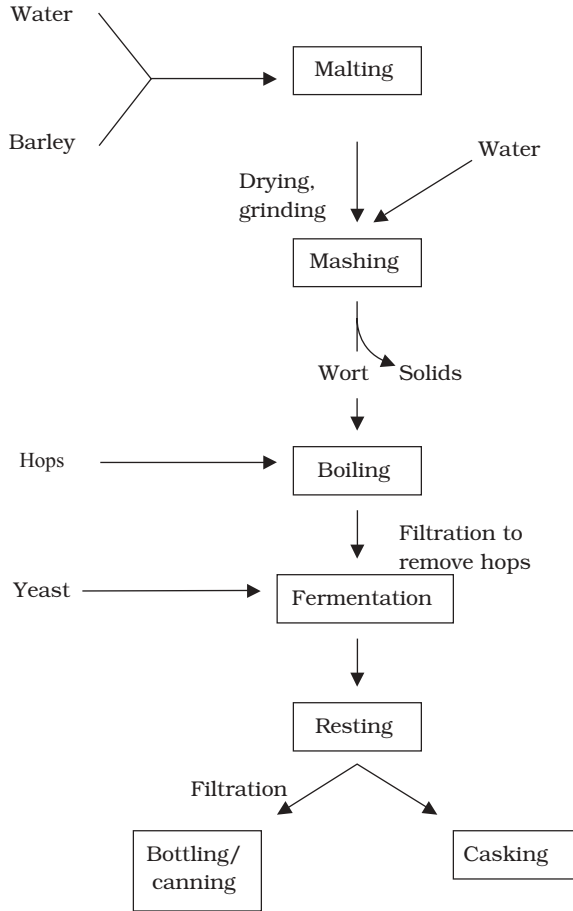 Water
Malting
Barley
Water
Drying,
grinding
Mashing
Wort
Solids
Hops
Boiling
Filtration to
remove hops
Yeast
Fermentation
Resting
Filtration
Bottling/
canning
Casking